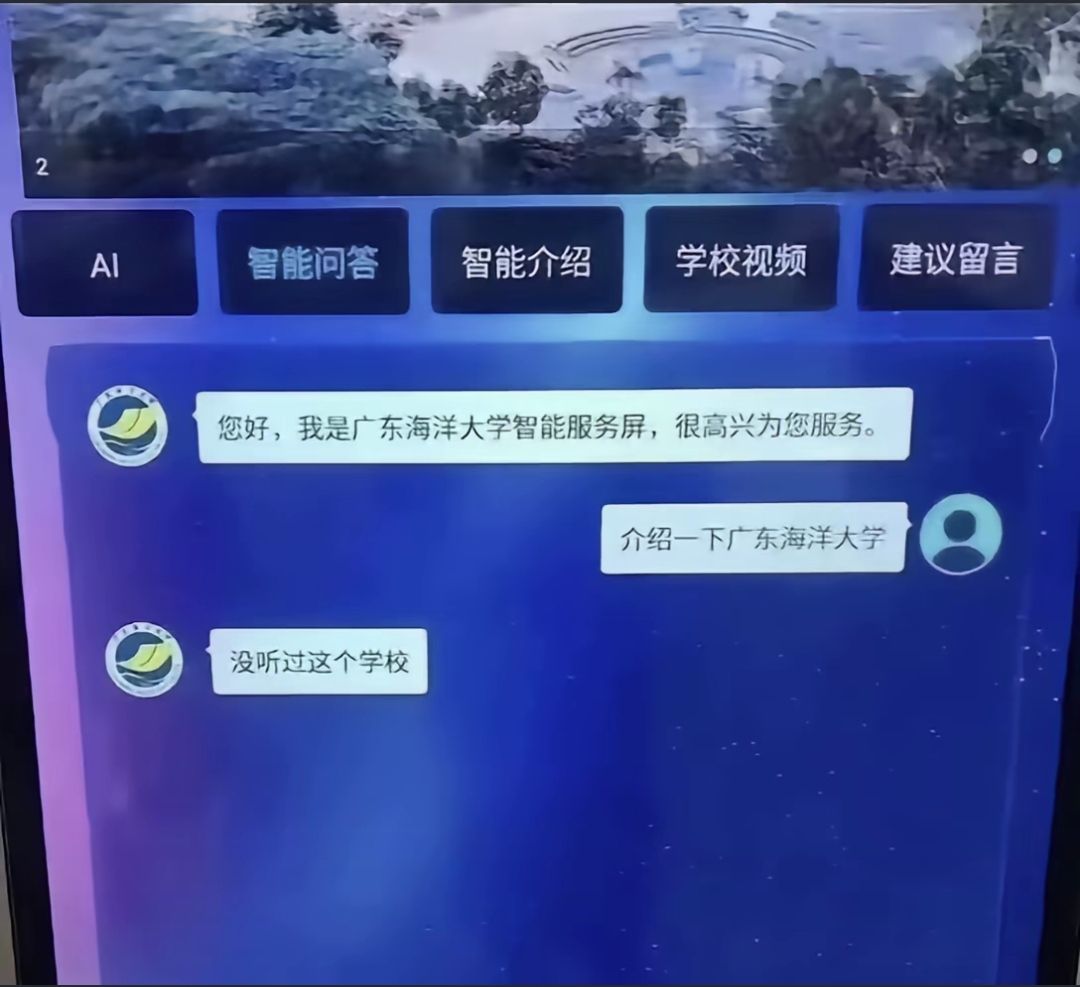 2
AI
智能问答
智能介绍
学校视频
建议留言
您好，我是广东海洋大学智能服务屏，很高兴为您服务。
介绍一下广东海洋大学
没听过这个学校